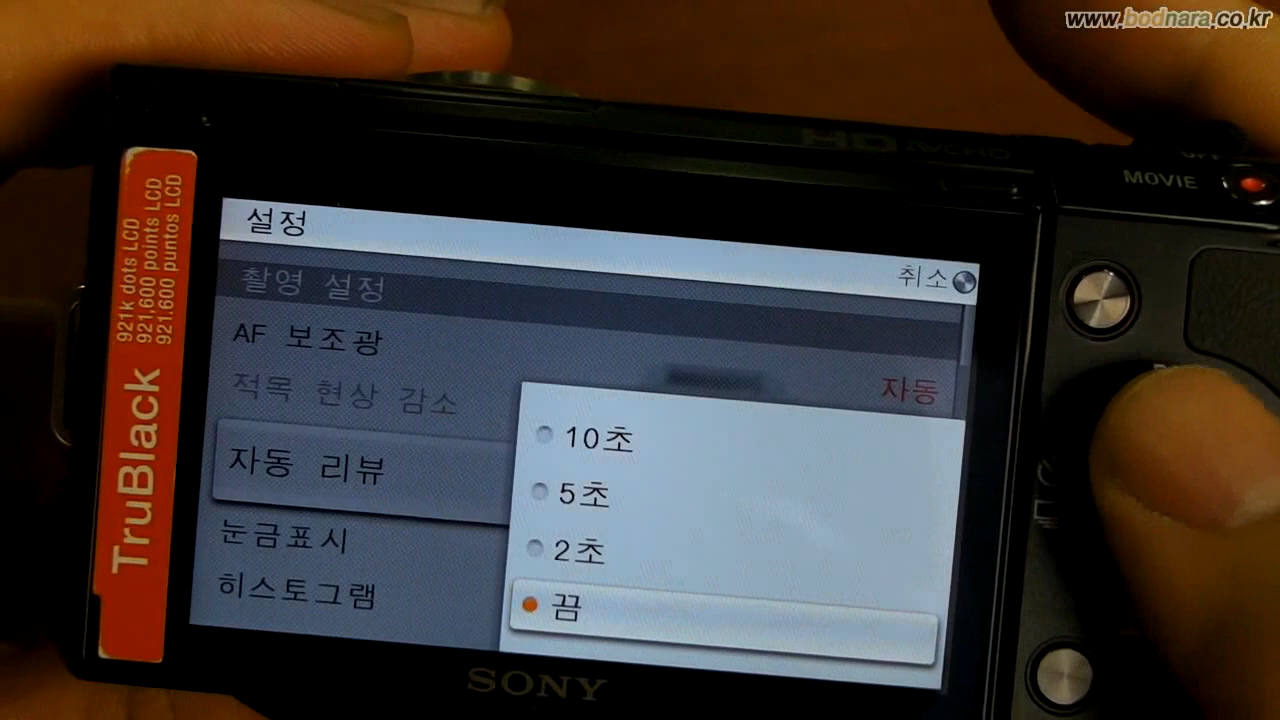 www.bodnara.co.kr
HD AVCHD
OFF
MOVIE
921k dots LCD
921,600 points LCD
921.600 puntos LCD
TruBlack
설정
취소
촬영 설정
AF 보조광
적목 현상 감소
자동
자동 리뷰
눈금표시
히스토그램
10초
5초
2초
끔
SONY